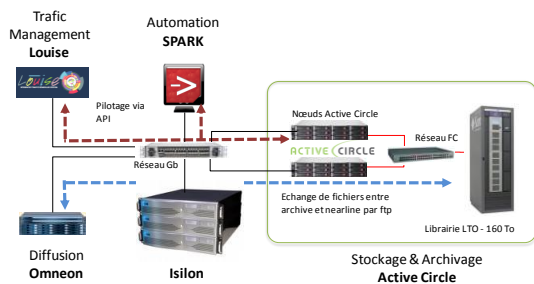 Trafic
Management
Louise
Automation
SPARK
Louise
Pilotage via
API
Nœuds Active Circle
ACTIVE CIRCLE
Réseau FC
Réseau Gb
Echange de fichiers entre
archive et nearline par ftp
Librairie LTO - 160 To
Diffusion
Omneon
Isilon
Stockage & Archivage
Active Circle